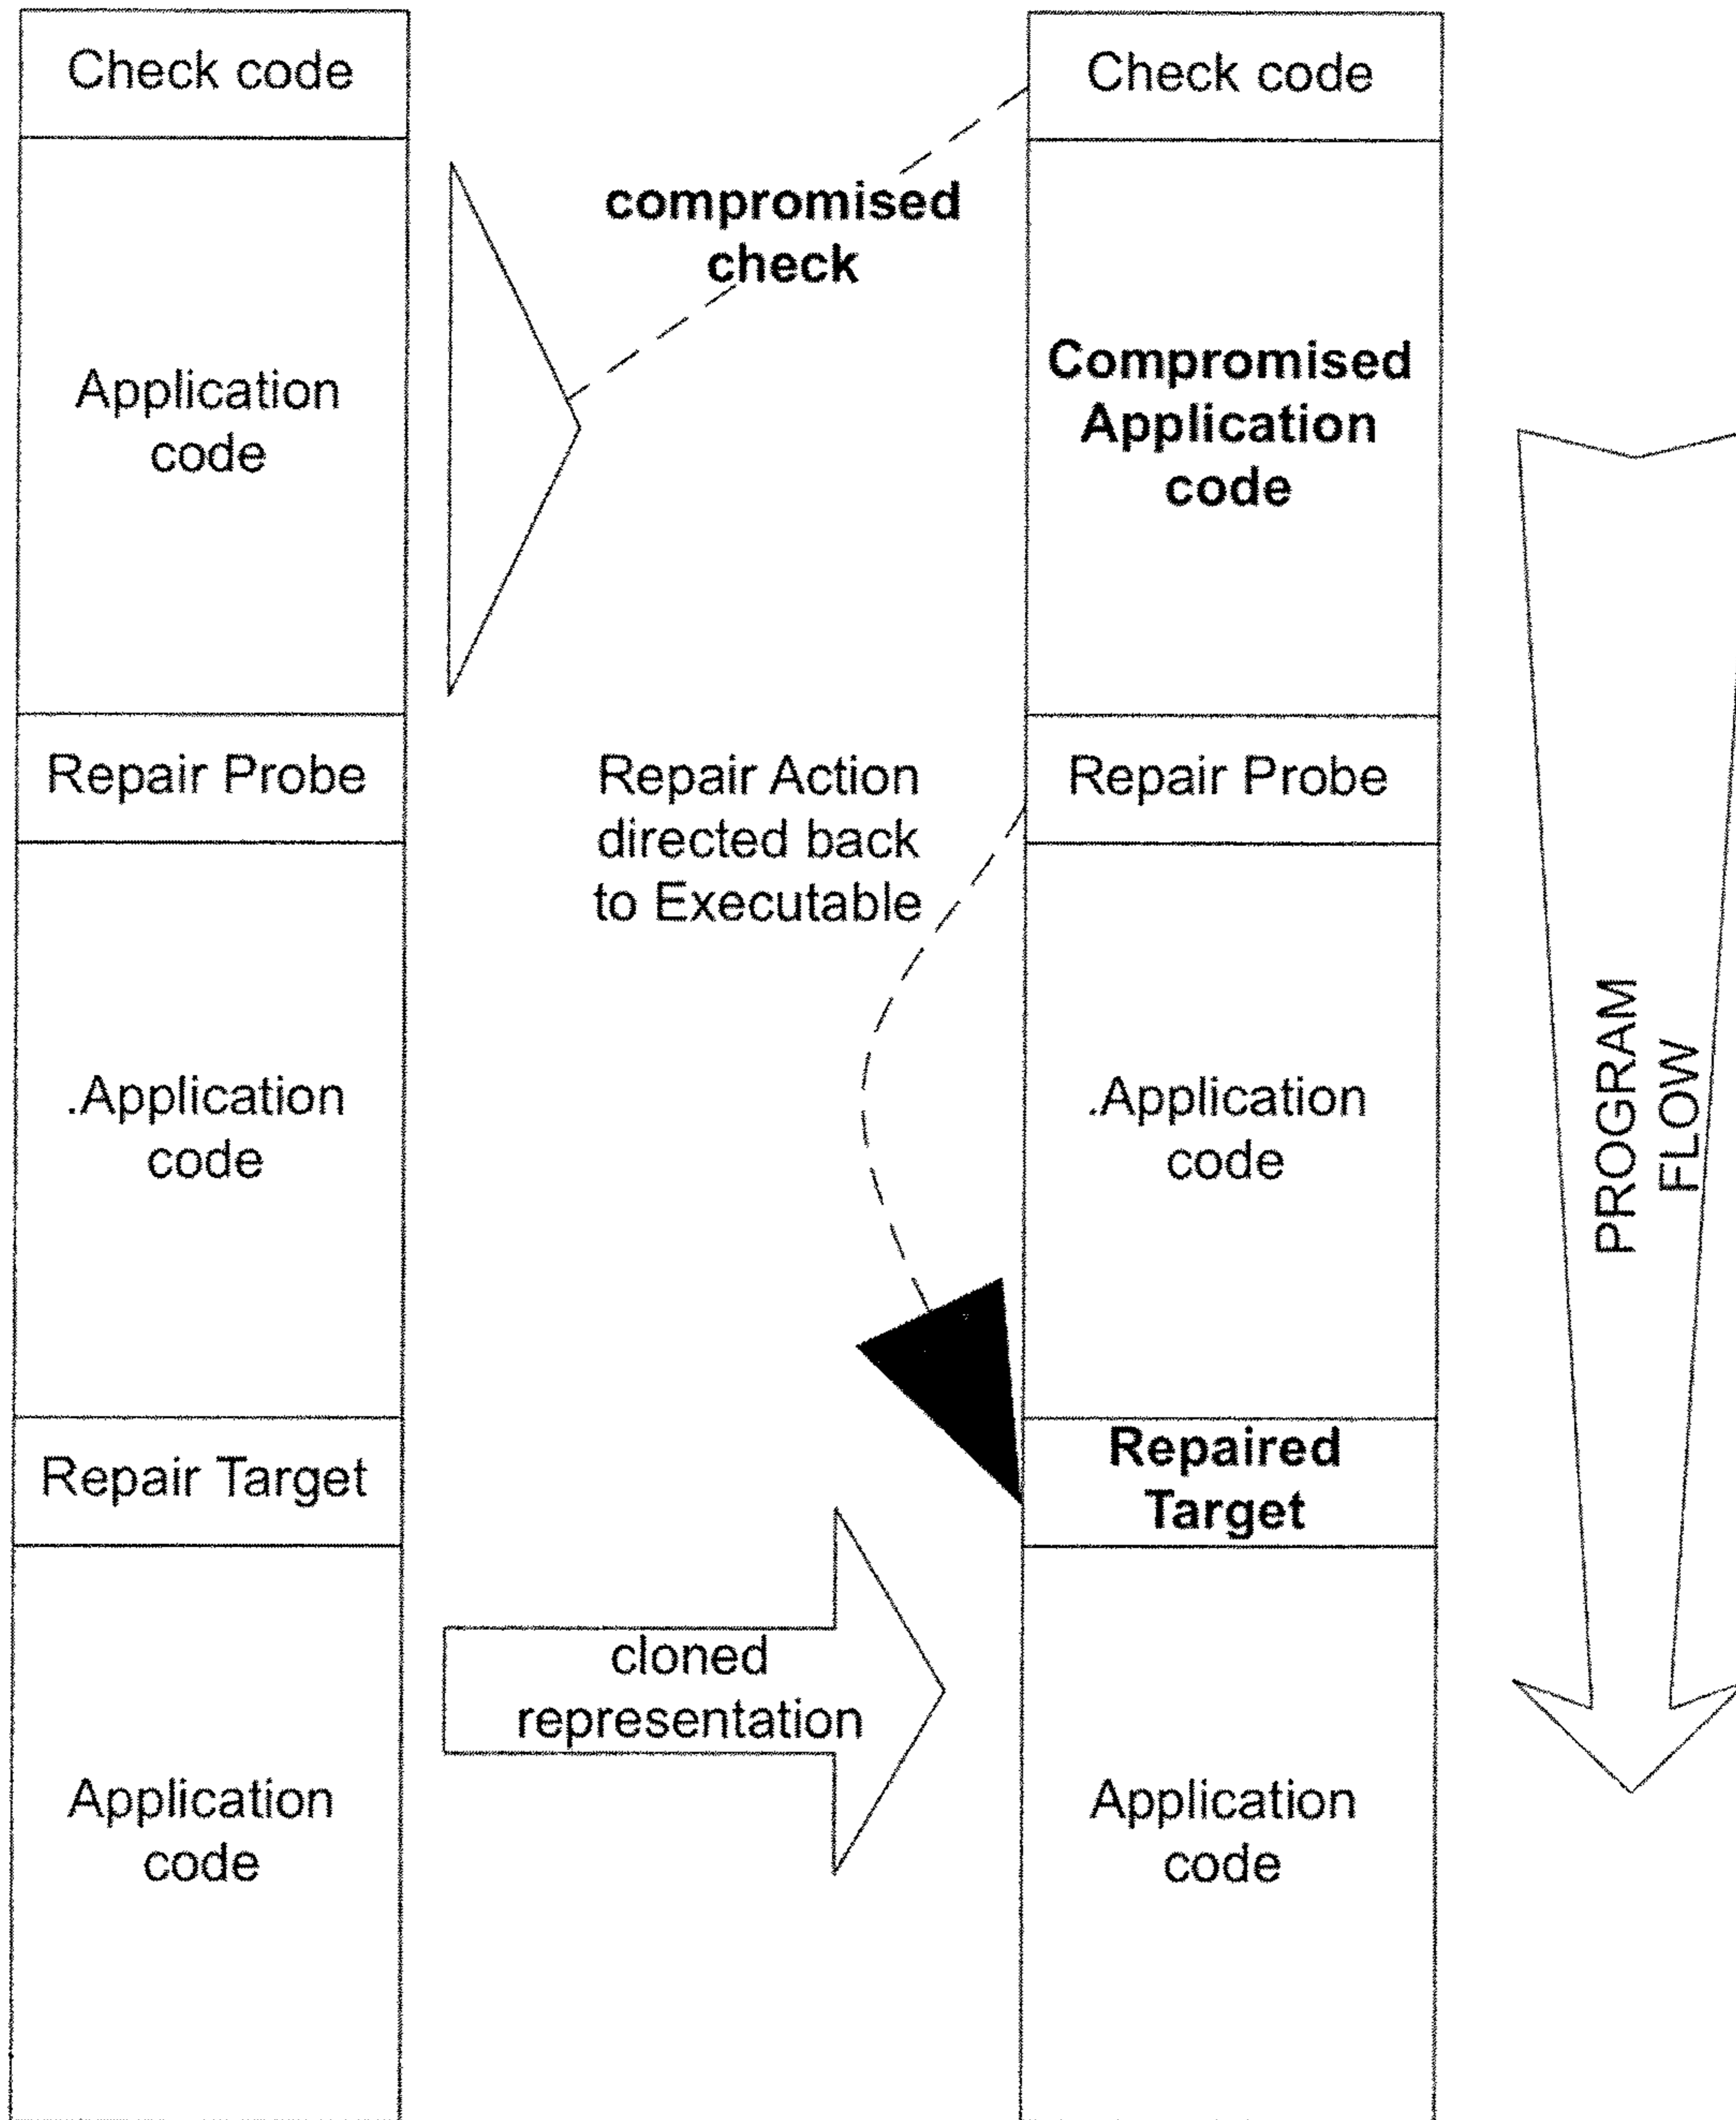 Check code
Application
code
Repair Probe
.Application
code
Repair Target
Application
code
compromised
check
Repair Action
directed back
to Executable
cloned
representation
Check code
Compromised
Application
code
Repair Probe
.Application
code
Repaired
Target
Application
code
PROGRAM
FLOW